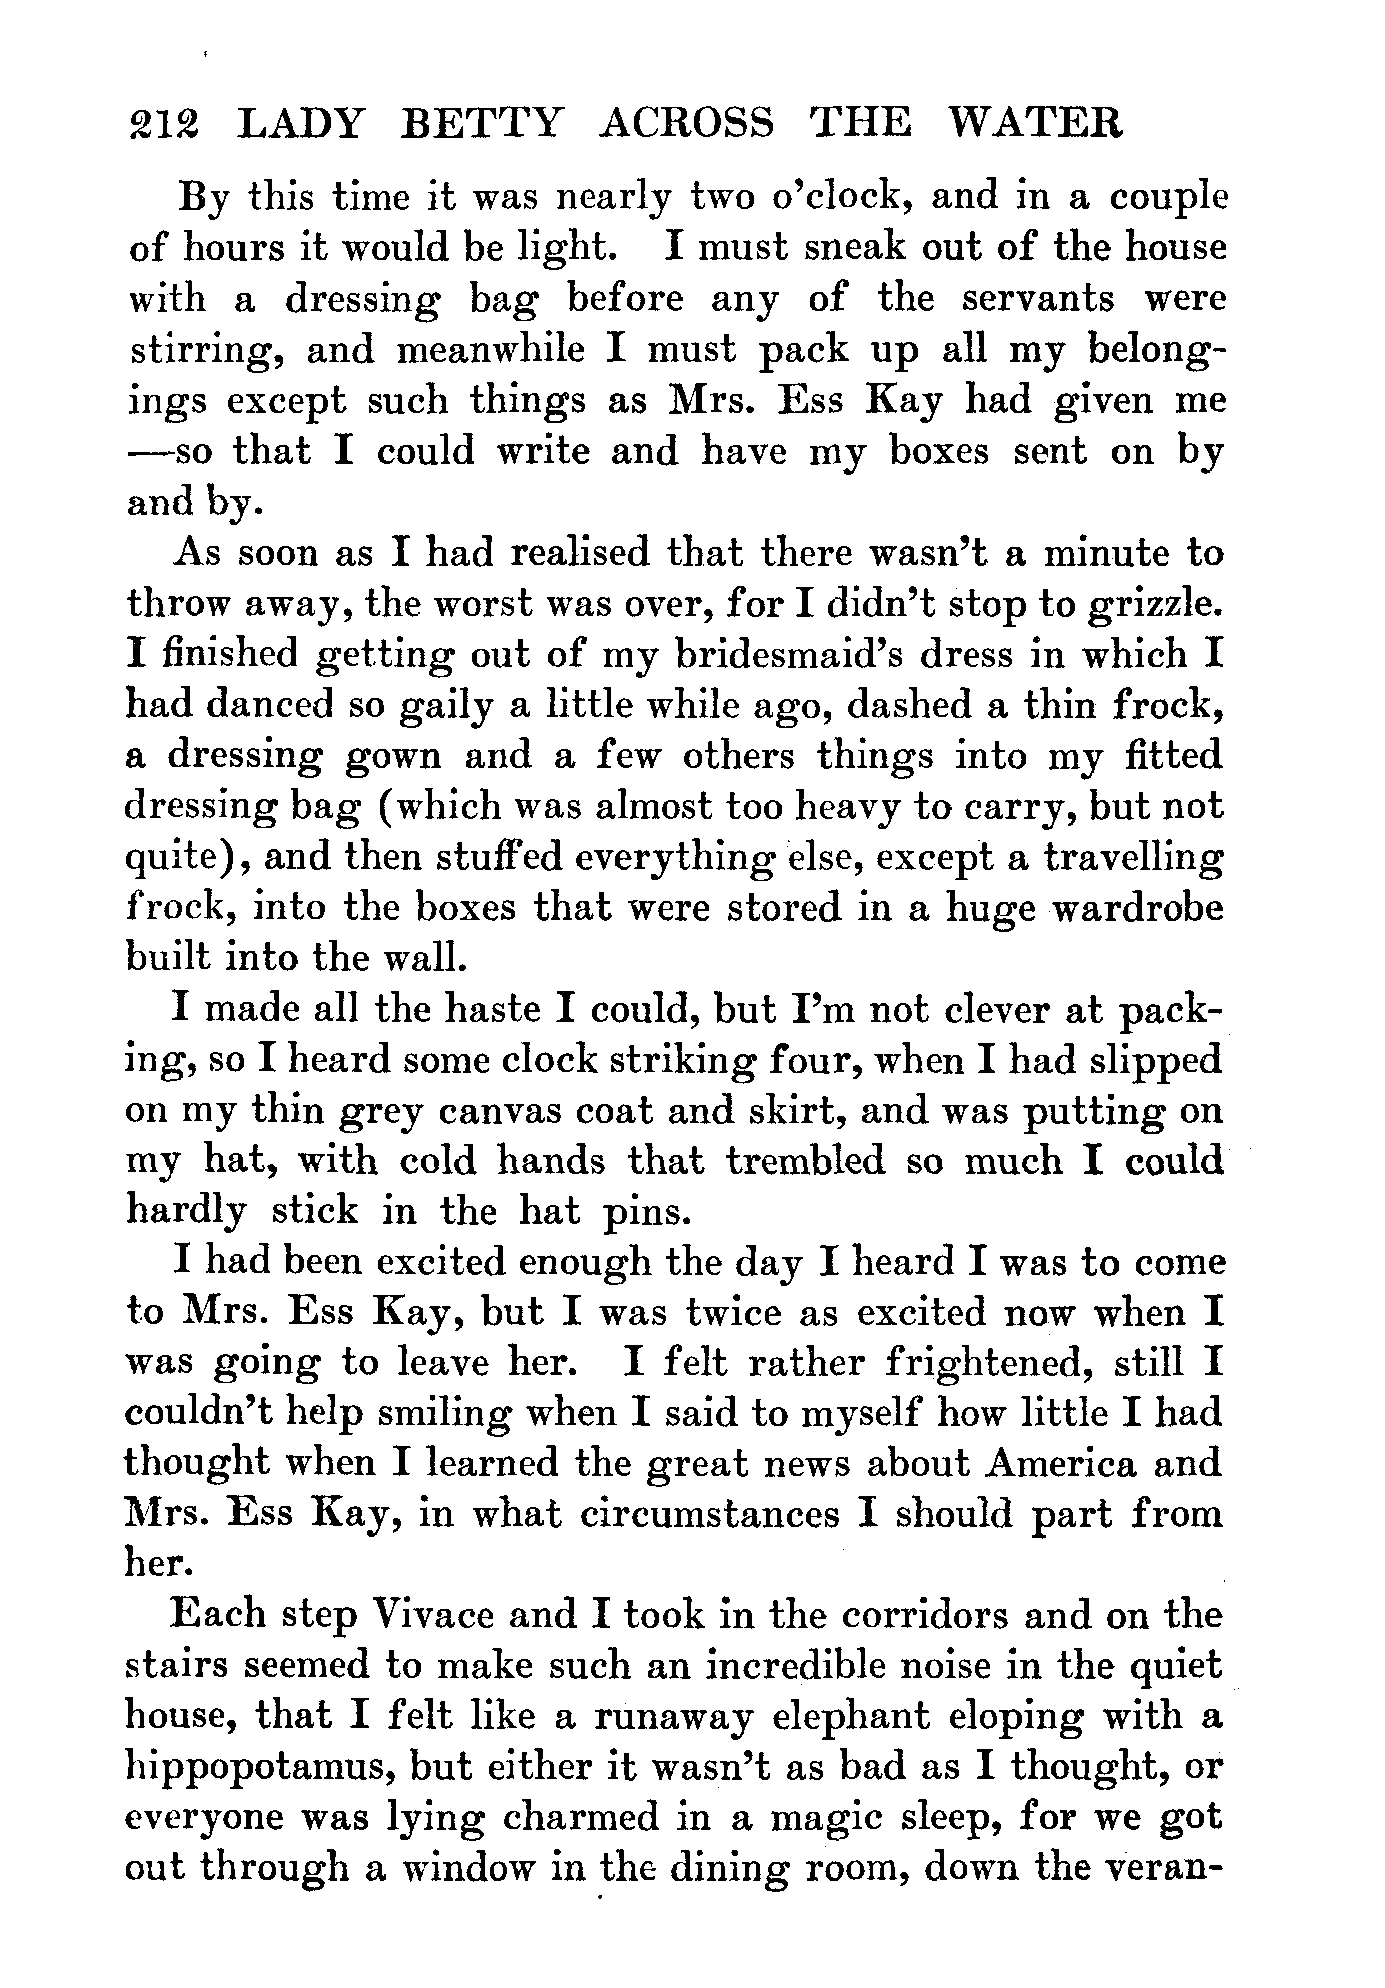 212 LADY BETTY ACROSS THE WATER
By this time it was nearly two o'clock, and in a couple
of hours it would be light. I must sneak out of the house
with a dressing bag before any of the servants were
stirring, and meanwhile I must pack up all my belong-
ings except such things as Mrs. Ess Kay had given me
—so that I could write and have my boxes sent on by
and by.
As soon as I had realised that there wasn't a minute to
throw away, the worst was over, for I didn't stop to grizzle.
I finished getting out of my bridesmaid's dress in which I
had danced so gaily a little while ago, dashed a thin frock,
a dressing gown and a few others things into my fitted
dressing bag (which was almost too heavy to carry, but not
quite), and then stuffed everything else, except a travelling
frock, into the boxes that were stored in a huge wardrobe
built into the wall.
I made all the haste I could, but I'm not clever at pack-
ing, so I heard some clock striking four, when I had slipped
on my thin grey canvas coat and skirt, and was putting on
my hat, with cold hands that trembled so much I could
hardly stick in the hat pins.
I had been excited enough the day I heard I was to come
to Mrs. Ess Kay, but I was twice as excited now when I
was going to leave her. I felt rather frightened, still I
couldn't help smiling when I said to myself how little I had
thought when I learned the great news about America and
Mrs. Ess Kay, in what circumstances I should part from
her.
Each step Vivace and I took in the corridors and on the
stairs seemed to make such an incredible noise in the quiet
house, that I felt like a runaway elephant eloping with a
hippopotamus, but either it wasn't as bad as I thought, or
everyone was lying charmed in a magic sleep, for we got
out through a window in the dining room, down the veran-